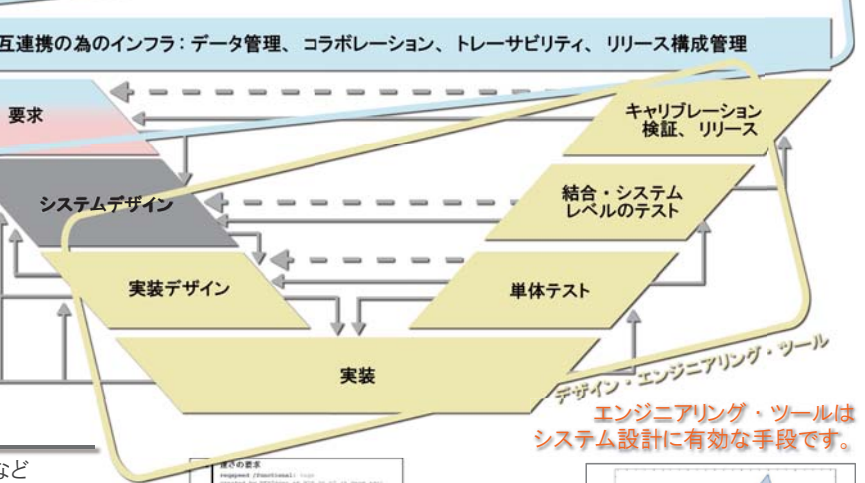 互連携の為のインフラ：データ管理、コラボレーション、トレーサビリティ、リリース構成管理
要求
キャリブレーション
検証、リリース
システムデザイン
結合・システム
レベルのテスト
実装デザイン
単体テスト
実装
デザイン・エンジニアリング・ツール
エンジニアリング・ツールは
システム設計に有効な手段です。
など
速さの要求